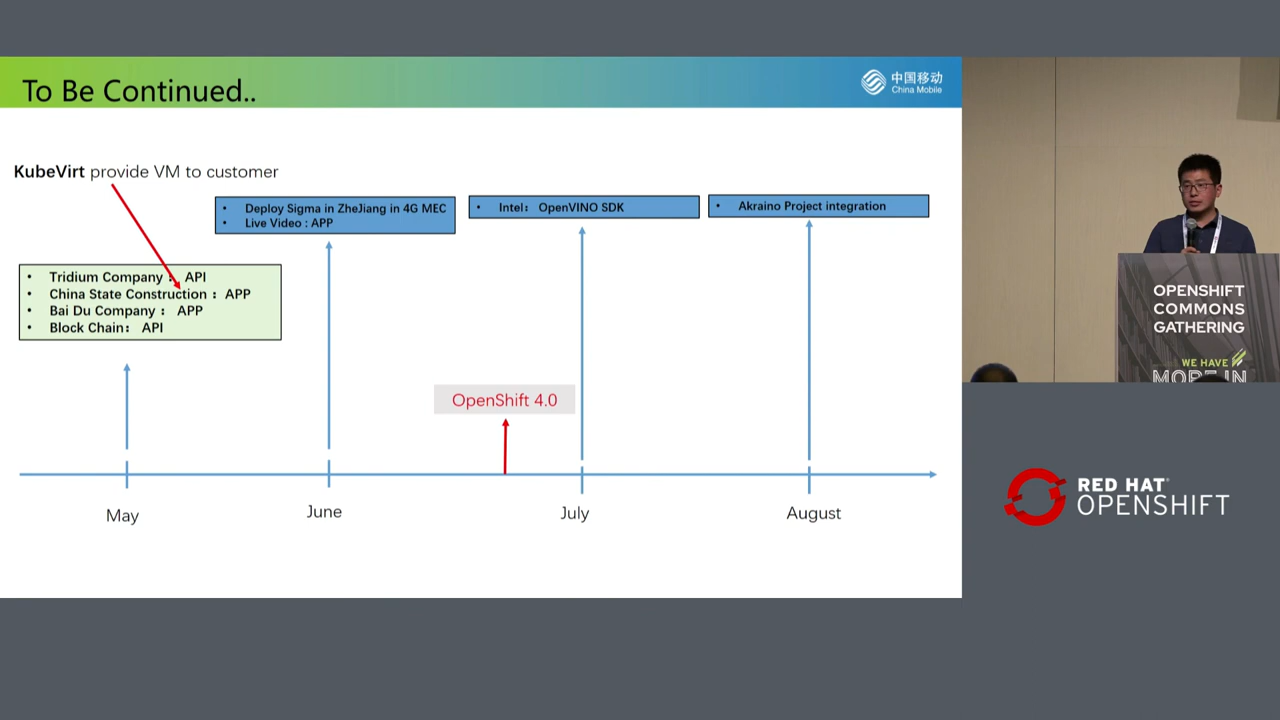 To Be Continued..
中国移动
China Mobile
KubeVirt provide VM to customer
• Deploy Sigma in ZheJiang in 4G MEC
• Live Video : APP
• Intel： OpenVINO SDK
• Akraino Project integration
• Tridium Company ： API
• China State Construction ： APP
• Bai Du Company ： APP
• Block Chain： API
OpenShift 4.0
May
June
July
August
OPENSHIFT
COMMONS
GATHERING
WE HAVE
MORE IN
RED HAT®
OPENSHIFT